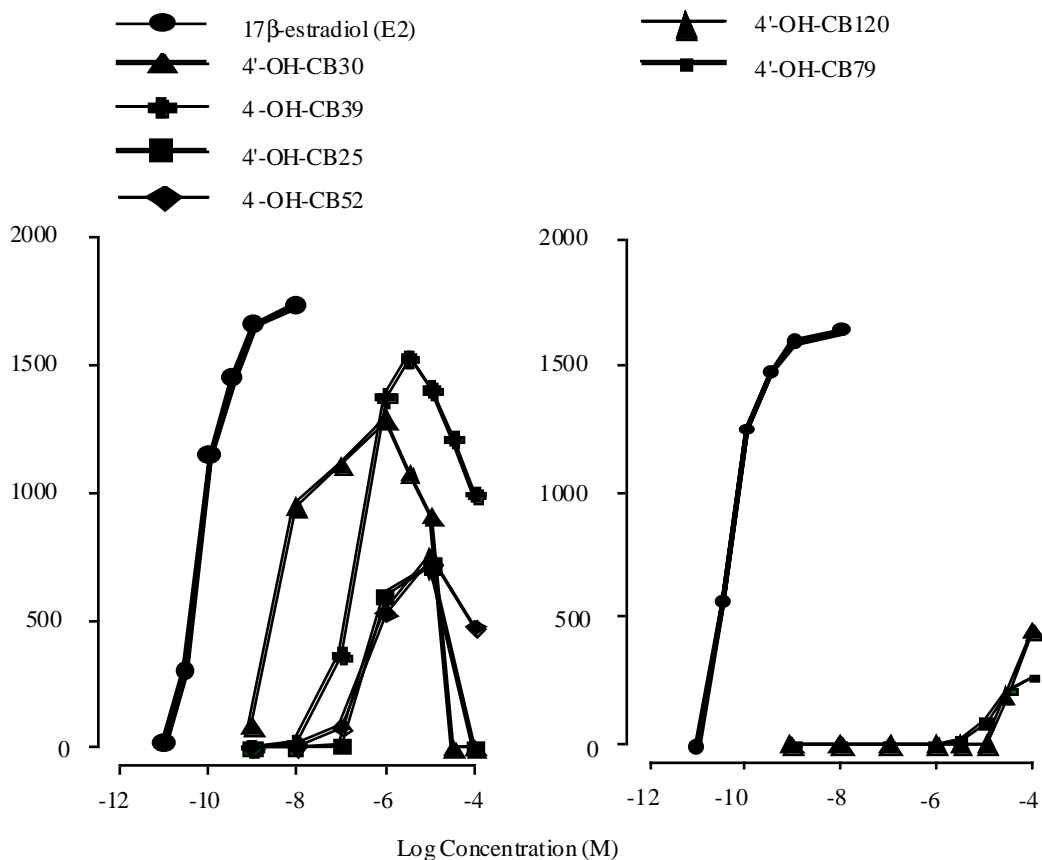 17β-estradiol (E2)
4'-OH-CB30
4 -OH-CB39
4'-OH-CB25
4 -OH-CB52
4'-OH-CB120
4'-OH-CB79
2000
1500
1000
500
0
-12 -10 -8 -6 -4
2000
1500
1000
500
0
-12 -10 -8 -6 -4
Log Concentration (M)